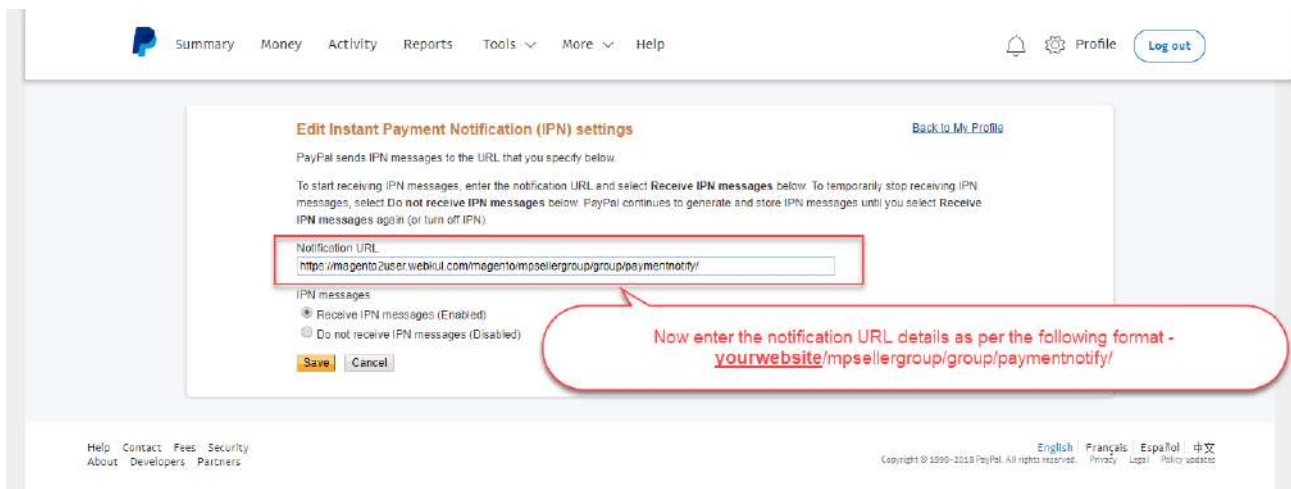 Summary Money Activity Reports Tools More Help Profile Log out
Edit Instant Payment Notification (IPN) settings
Back to My Profile
PayPal sends IPN messages to the URL that you specify below.
To start receiving IPN messages, enter the notification URL and select Receive IPN messages below. To temporarily stop receiving IPN
messages, select Do not receive IPN messages below. PayPal continues to generate and store IPN messages until you select Receive
IPN messages again (or turn off IPN).
Notification URL
https://magento2user.webkul.com/magento/mpsellergroup/group/paymentnotify/
IPN messages
Receive IPN messages (Enabled)
Do not receive IPN messages (Disabled)
Save Cancel
Now enter the notification URL details as per the following format -
yourwebsite/mpsellergroup/group/paymentnotify/
Help Contact Fees Security
About Developers Partners
English Français Español 中文
Copyright © 1999-2018 PayPal. All rights reserved. Privacy Legal Policy updates